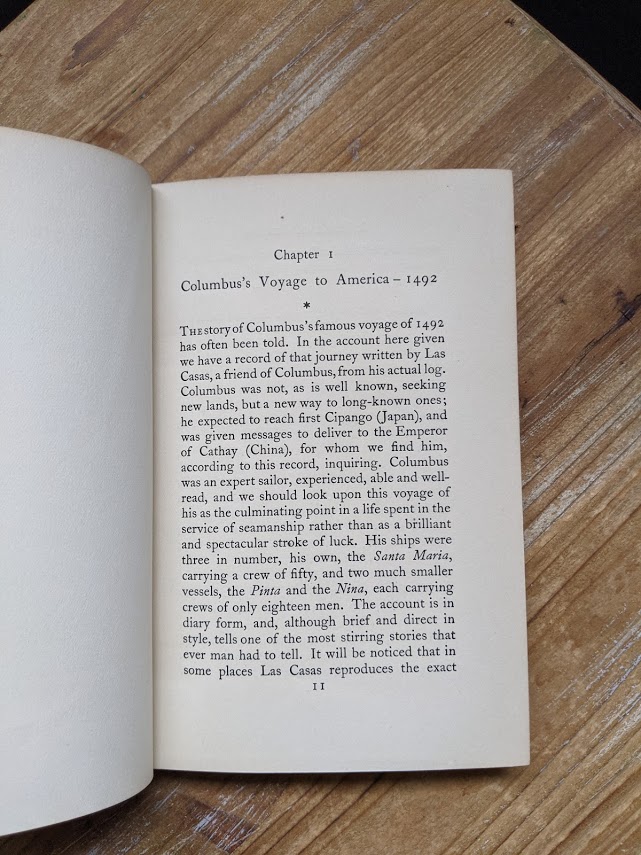 Chapter 1
Columbus's Voyage to America – 1492
*
THE story of Columbus's famous voyage of 1492
has often been told. In the account here given
we have a record of that journey written by Las
Casas, a friend of Columbus, from his actual log.
Columbus was not, as is well known, seeking
new lands, but a new way to long-known ones;
he expected to reach first Cipango (Japan), and
was given messages to deliver to the Emperor
of Cathay (China), for whom we find him,
according to this record, inquiring. Columbus
was an expert sailor, experienced, able and well-
read, and we should look upon this voyage of
his as the culminating point in a life spent in the
service of seamanship rather than as a brilliant
and spectacular stroke of luck. His ships were
three in number, his own, the Santa Maria,
carrying a crew of fifty, and two much smaller
vessels, the Pinta and the Nina, each carrying
crews of only eighteen men. The account is in
diary form, and, although brief and direct in
style, tells one of the most stirring stories that
ever man had to tell. It will be noticed that in
some places Las Casas reproduces the exact
11